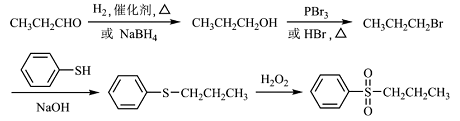 CH₃CH₂CHO H₂,催化剂,△ 或 NaBH₄ CH₃CH₂CH₂OH PBr₃ 或 HBr,△ CH₃CH₂CH₂Br
SH NaOH S—CH₂CH₂CH₃ H₂O₂ O S O CH₂CH₂CH₃